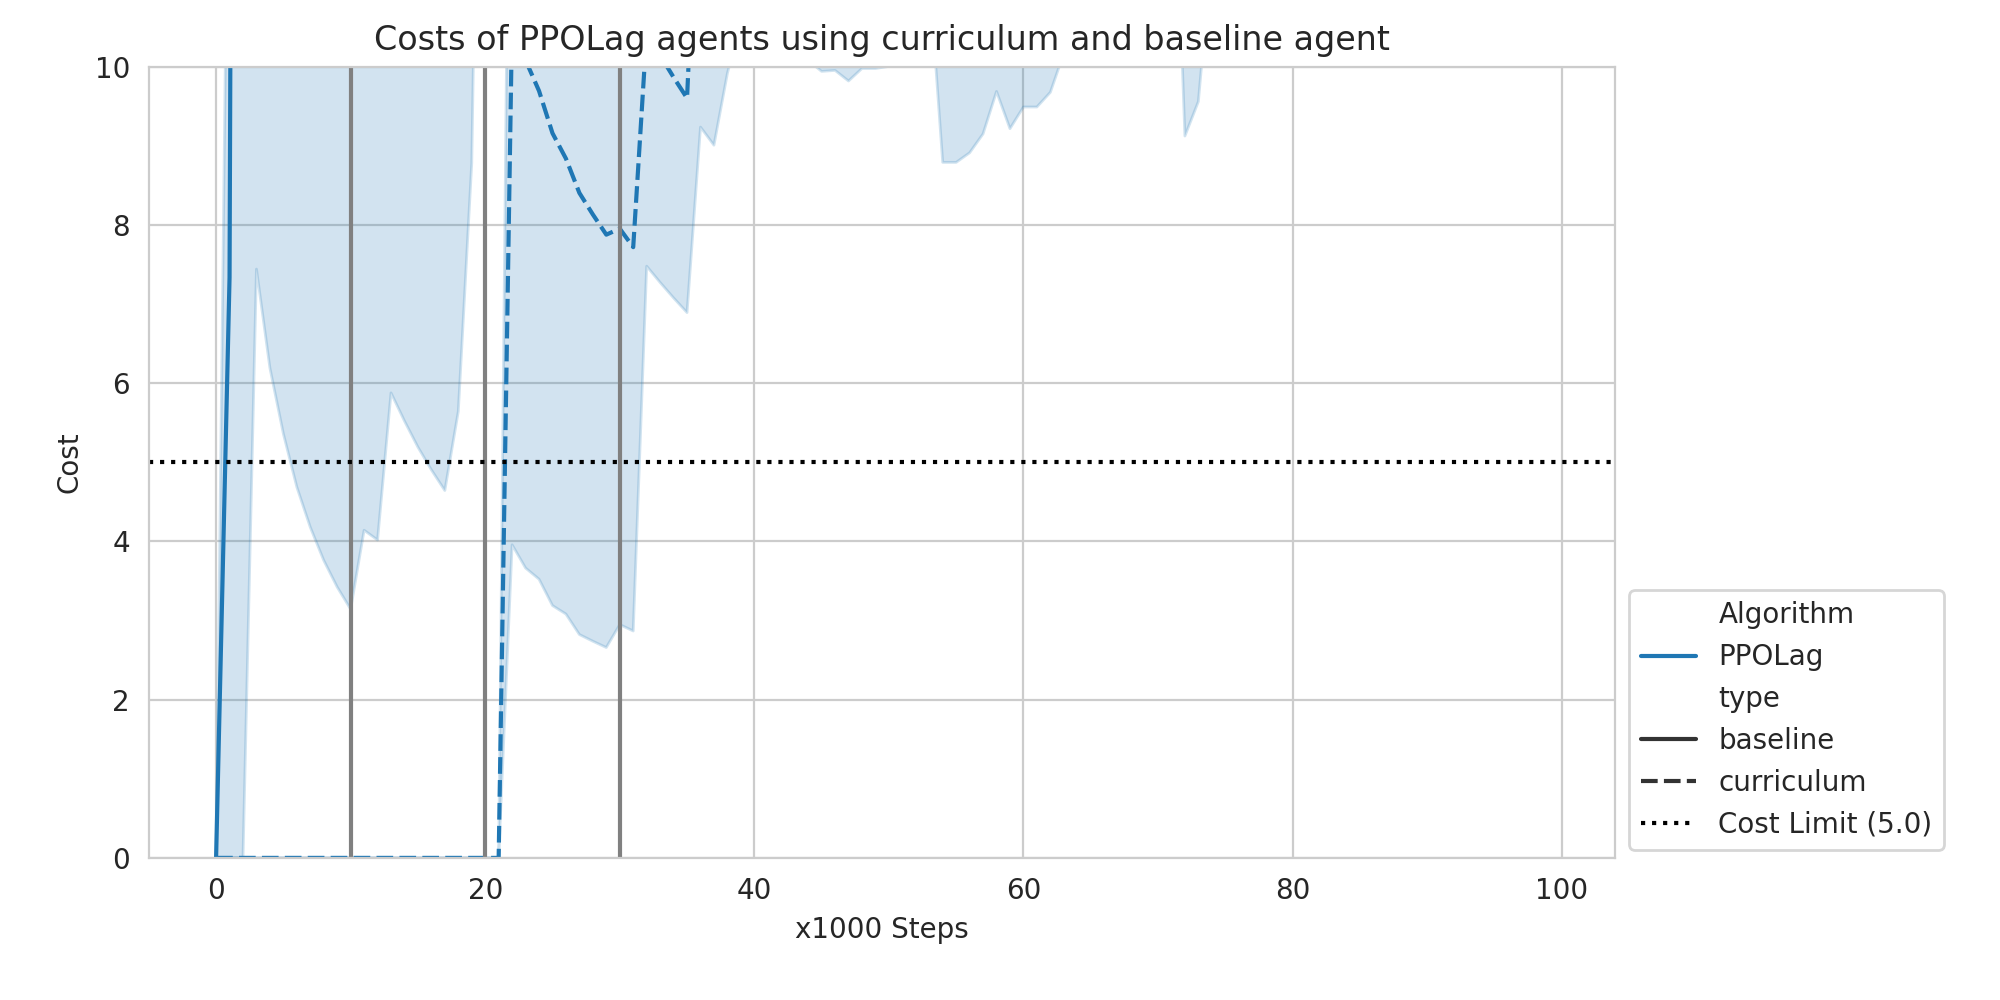 Costs of PPOLag agents using curriculum and baseline agent
10
8
6
4
2
0
Cost
0 20 40 60 80 100
x1000 Steps
Algorithm
PPOLag
type
baseline
curriculum
Cost Limit (5.0)